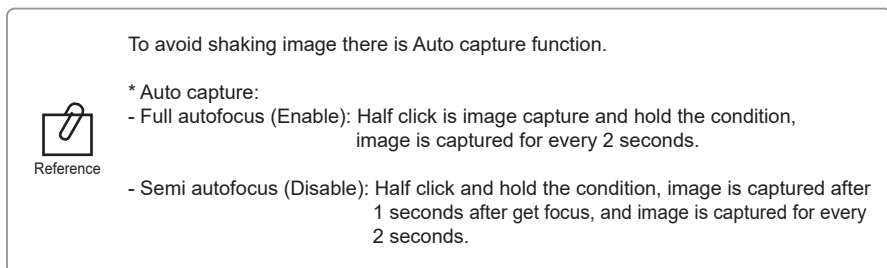 To avoid shaking image there is Auto capture function.
* Auto capture:
- Full autofocus (Enable): Half click is image capture and hold the condition,
image is captured for every 2 seconds.
Reference
- Semi autofocus (Disable): Half click and hold the condition, image is captured after
1 seconds after get focus, and image is captured for every
2 seconds.